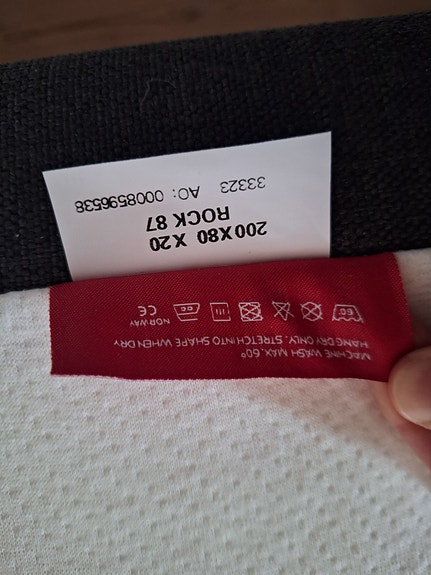 MACHINE WASH MAX. 60°
HANG DRY ONLY. STRETCH INTO SHAPE WHEN DRY
NORWAY
CE
200X80 X20
ROCK 87
33323 AO: 0008596538